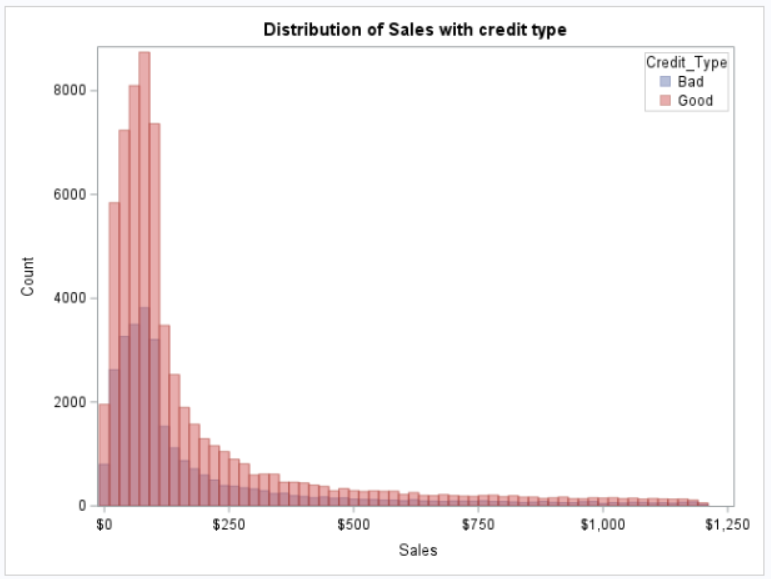 Distribution of Sales with credit type
Credit_Type
Bad
Good
8000
6000
4000
2000
0
Count
$0 $250 $500 $750 $1,000 $1,250
Sales